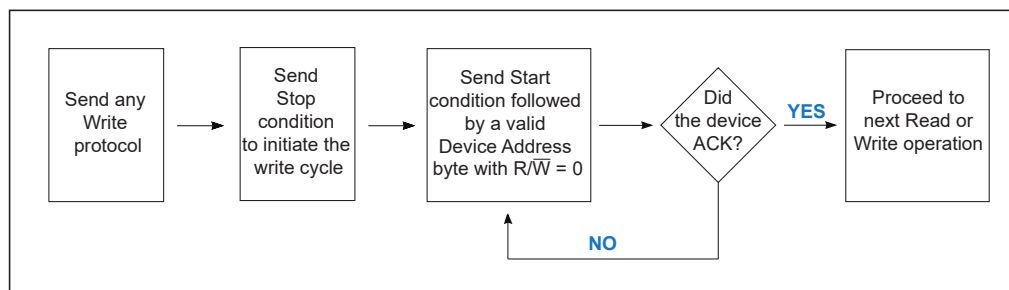 Send any
Write
protocol
Send
Stop
condition
to initiate the
write cycle
Send Start
condition followed
by a valid
Device Address
byte with R/W̅ = 0
Did
the device
ACK?
YES
Proceed to
next Read or
Write operation
NO